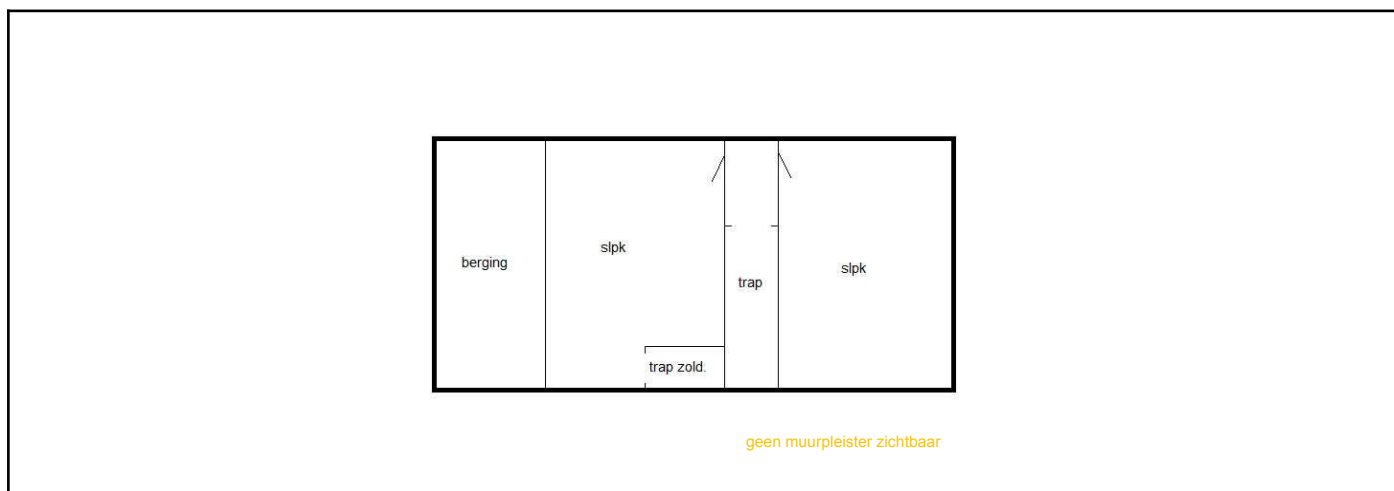 slpk
berging
slpk
trap
trap zold.
geen muurpleister zichtbaar